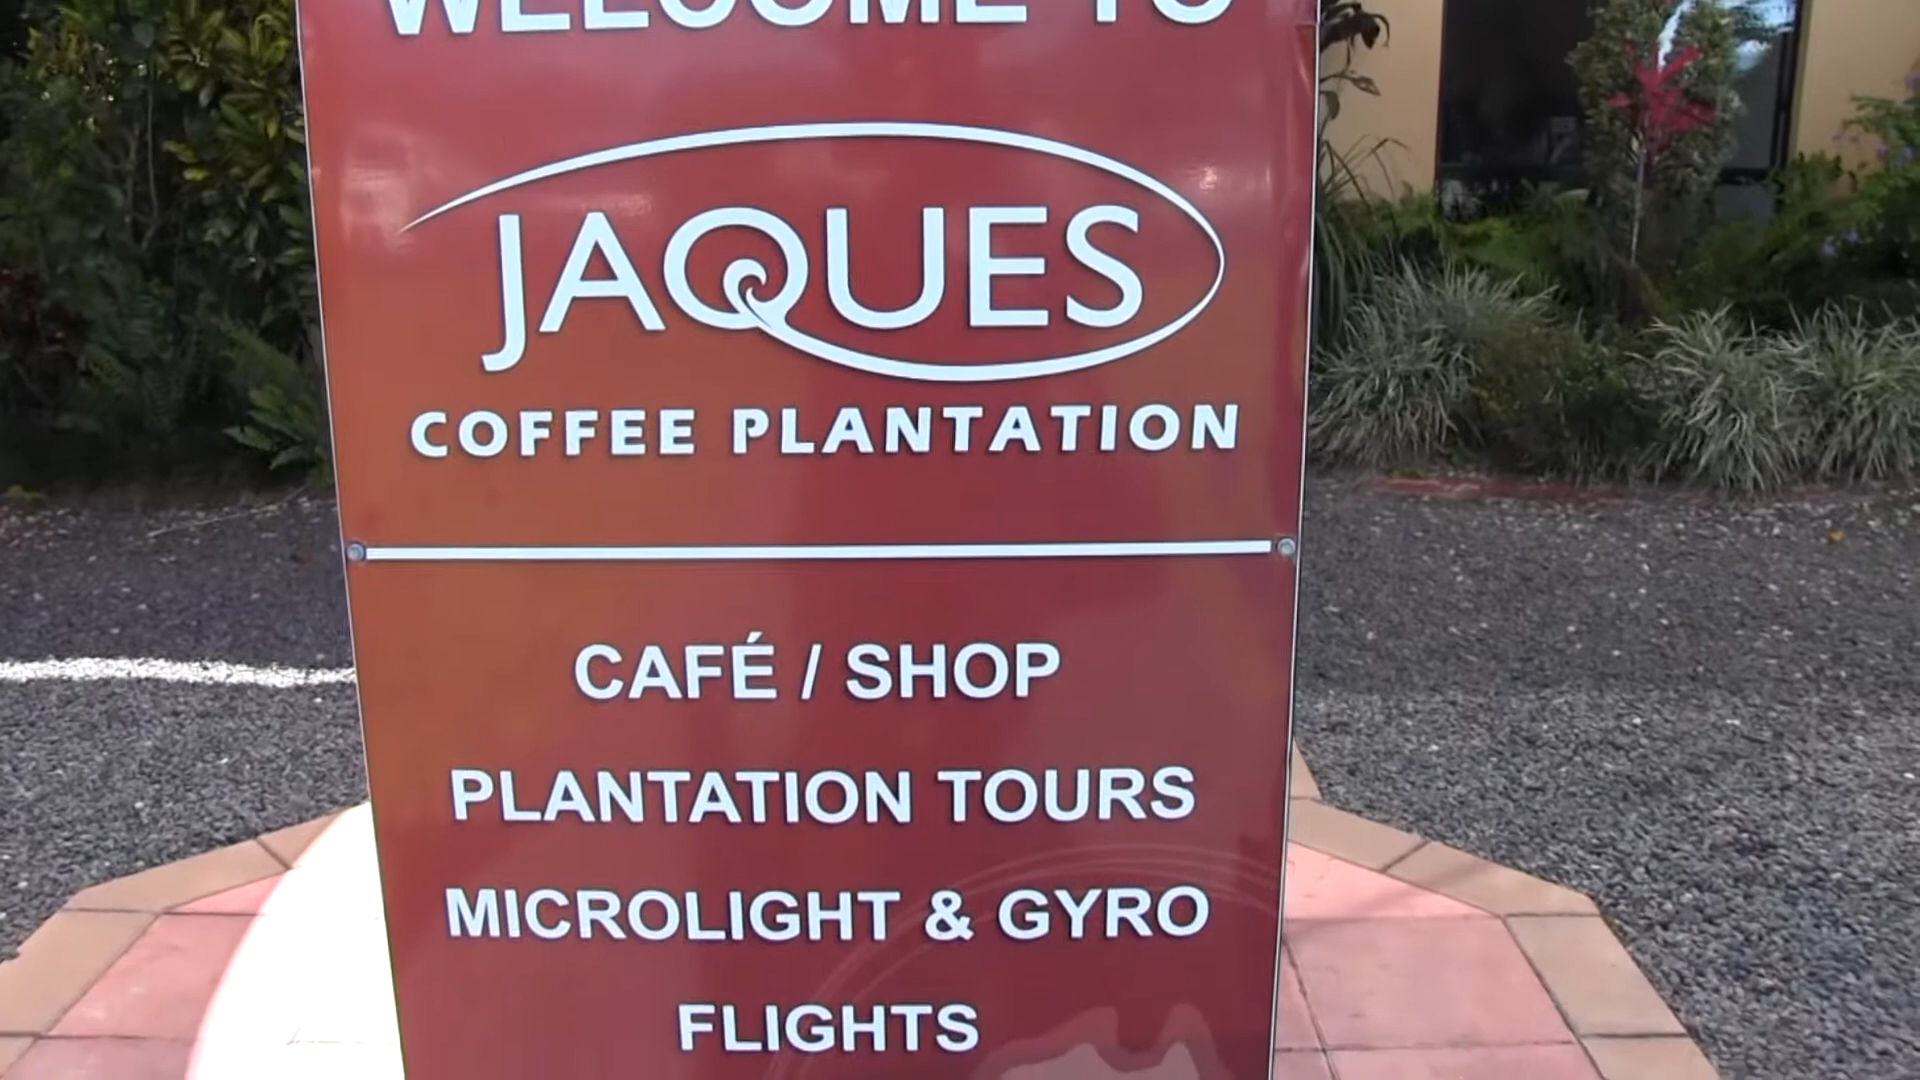 WELCOME TO
JAQUES
COFFEE PLANTATION
CAFÉ / SHOP
PLANTATION TOURS
MICROLIGHT & GYRO
FLIGHTS